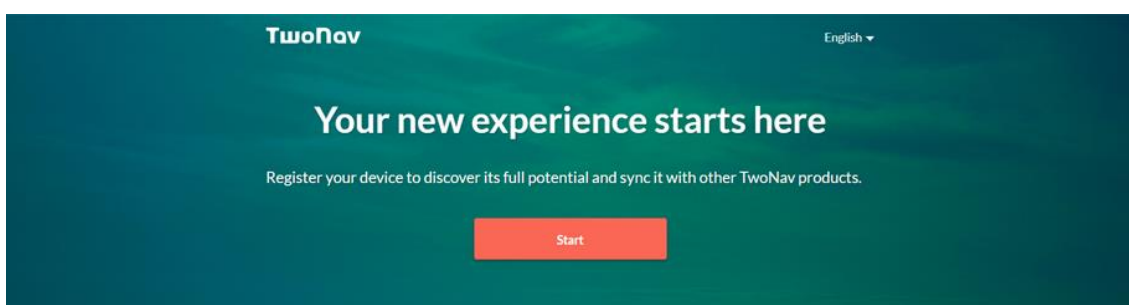 TwoNav
English
Your new experience starts here
Register your device to discover its full potential and sync it with other TwoNav products.
Start